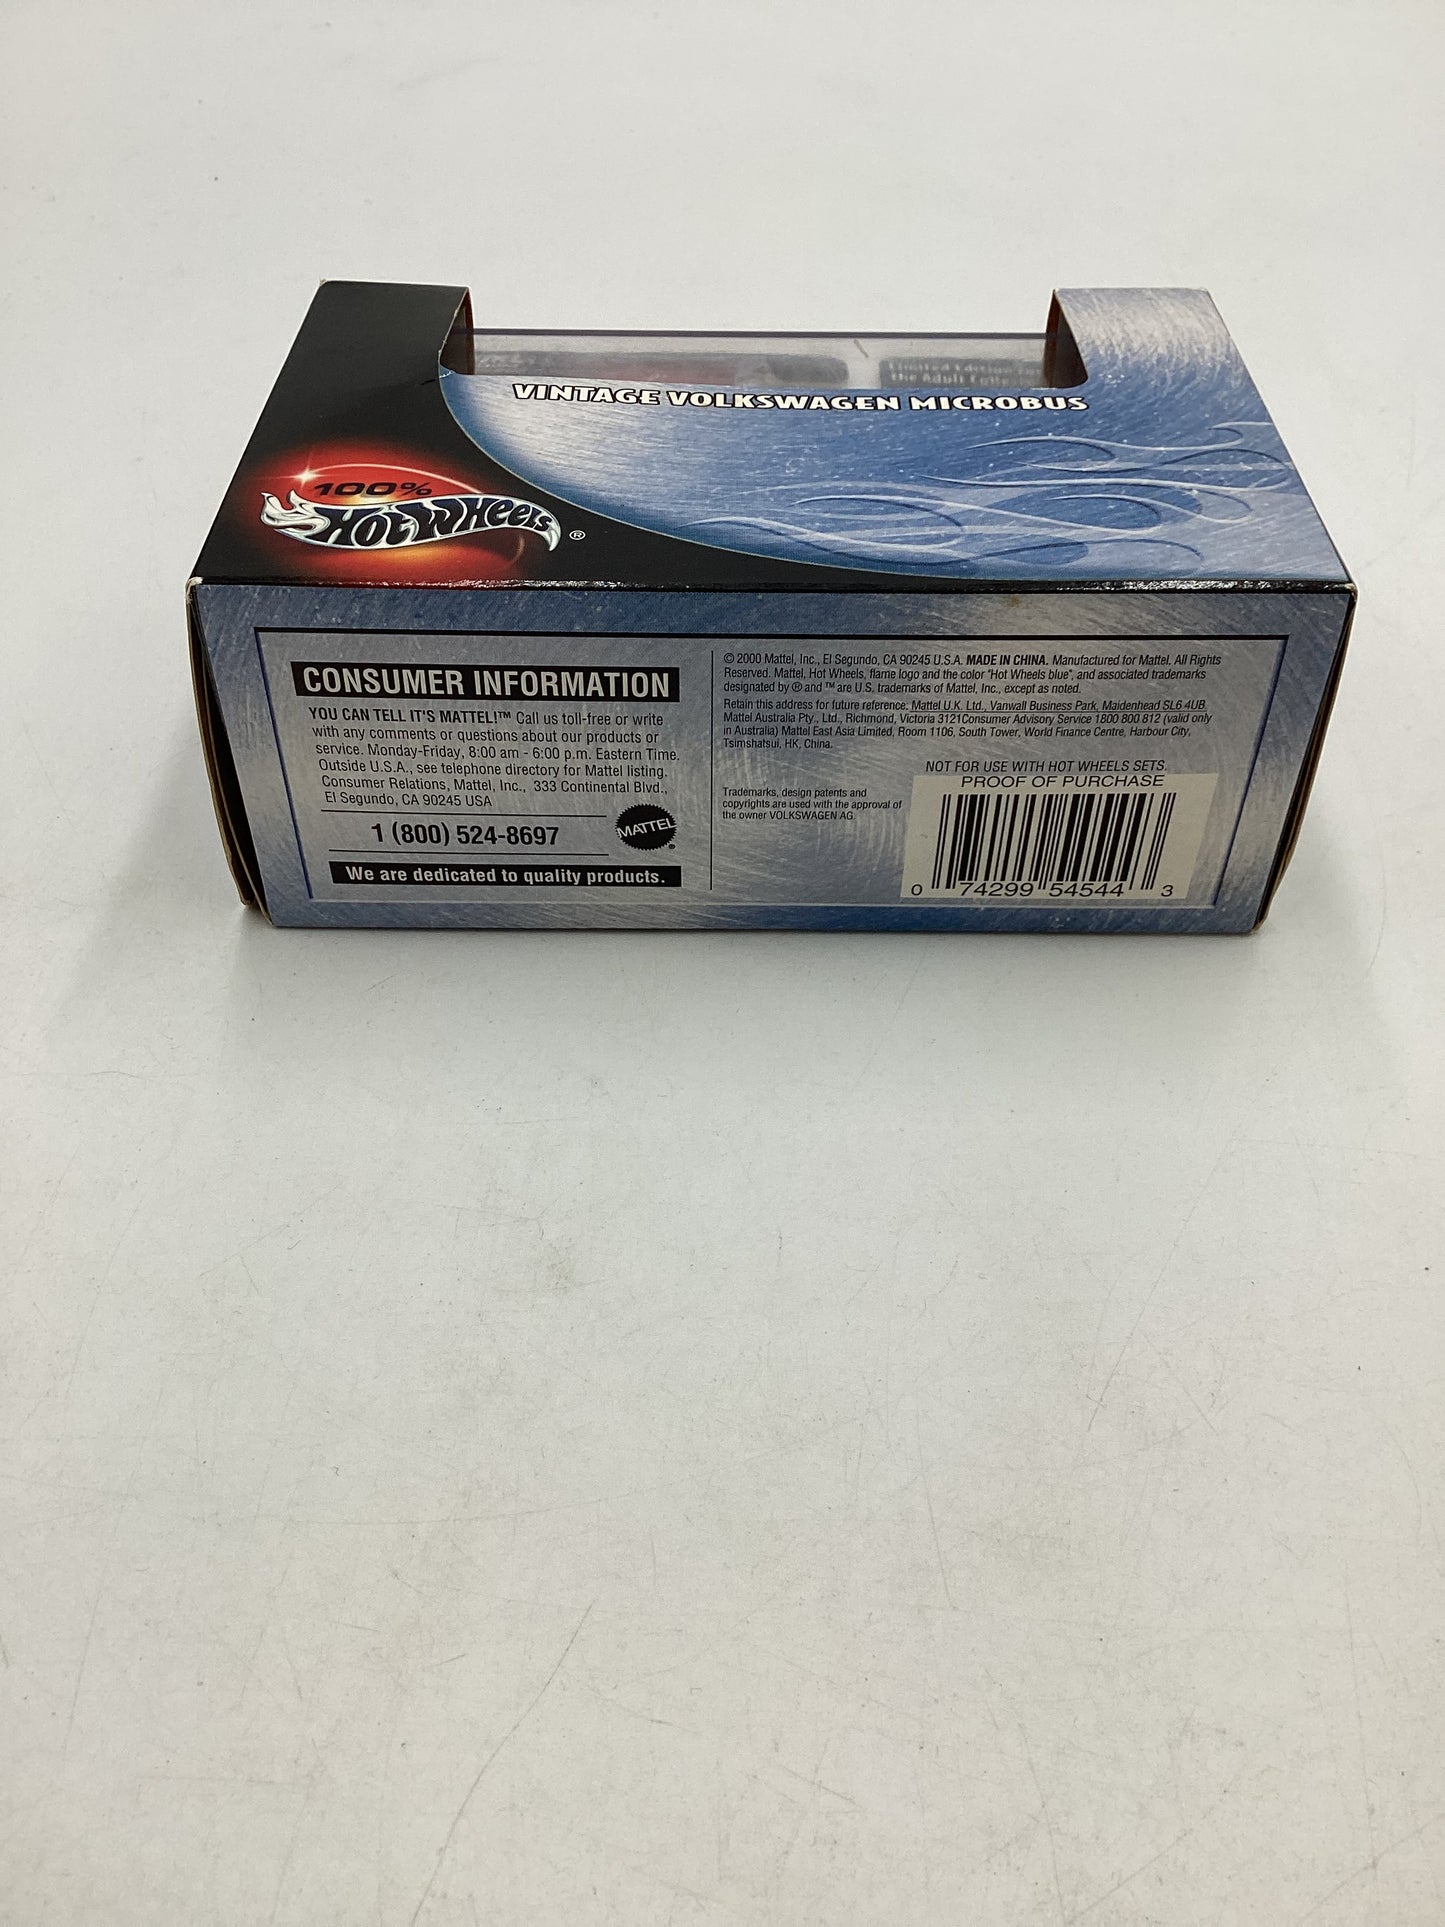 Limited Edition for
the Adult Collec
VINTAGE VOLKSWAGEN MICROBUS
100%
HOT WHEELS ®
CONSUMER INFORMATION
YOU CAN TELL IT'S MATTEL!™ Call us toll-free or write
with any comments or questions about our products or
service. Monday-Friday, 8:00 am - 6:00 p.m. Eastern Time.
Outside U.S.A., see telephone directory for Mattel listing.
Consumer Relations, Mattel, Inc., 333 Continental Blvd.,
El Segundo, CA 90245 USA
1 (800) 524-8697
MATTEL ®
We are dedicated to quality products.
© 2000 Mattel, Inc., El Segundo, CA 90245 U.S.A. MADE IN CHINA. Manufactured for Mattel. All Rights
Reserved. Mattel, Hot Wheels, flame logo and the color "Hot Wheels blue", and associated trademarks
designated by ® and ™ are U.S. trademarks of Mattel, Inc., except as noted.
Retain this address for future reference: Mattel U.K. Ltd., Vanwall Business Park, Maidenhead SL6 4UB.
Mattel Australia Pty., Ltd., Richmond, Victoria 3121Consumer Advisory Service 1800 800 812 (valid only
in Australia) Mattel East Asia Limited, Room 1106, South Tower, World Finance Centre, Harbour City,
Tsimshatsui, HK, China.
Trademarks, design patents and
copyrights are used with the approval of
the owner VOLKSWAGEN AG.
NOT FOR USE WITH HOT WHEELS SETS.
PROOF OF PURCHASE
0 74299 54544 3